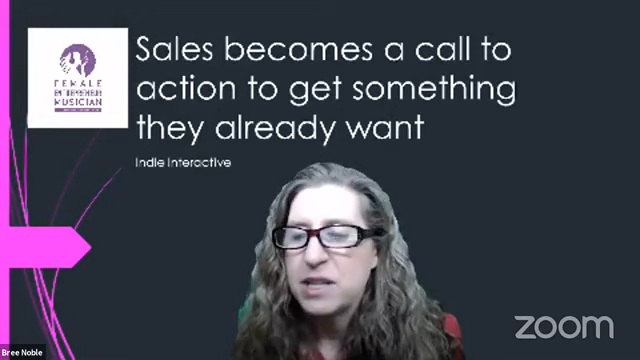 Sales becomes a call to
action to get something
they already want
Indie Interactive
FEMALE
ENTREPRENEUR
MUSICIAN
Bree Noble
zoom